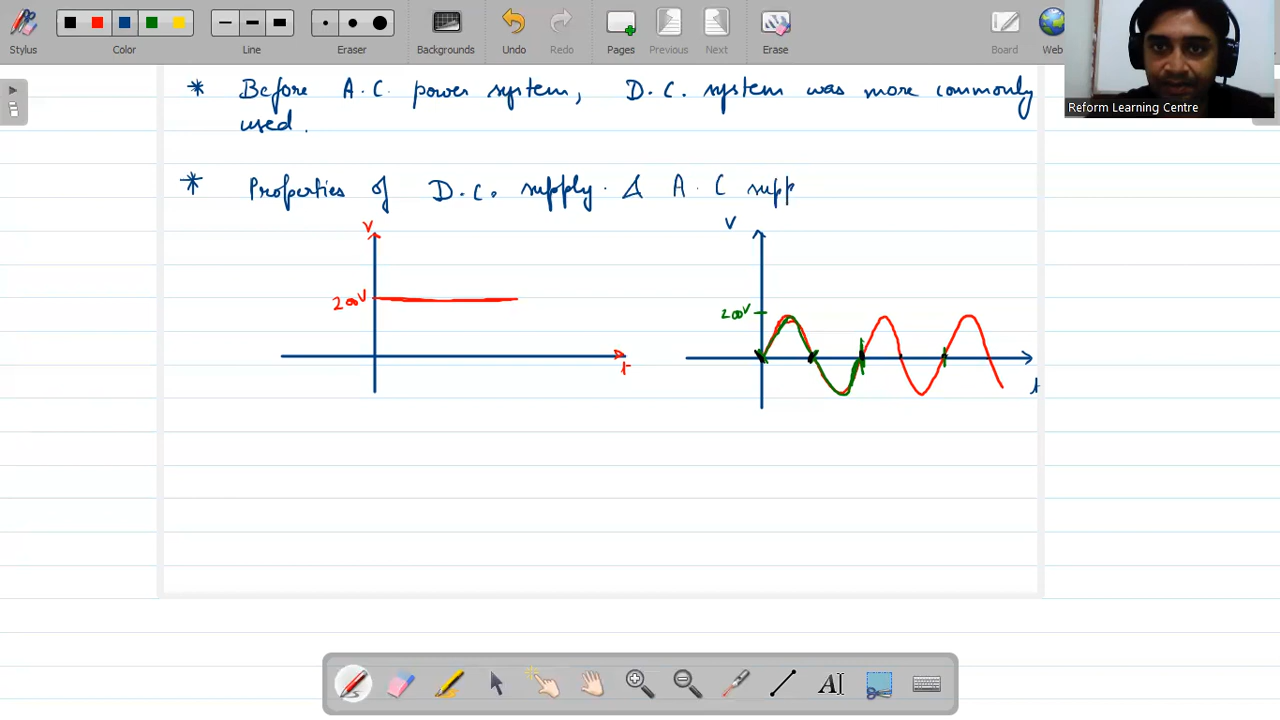 Stylus
Color
Line
Eraser
Backgrounds
Undo
Redo
Pages
Previous
Next
Erase
Board
Web
Reform Learning Centre
* Before A.C. power system, D.C. system was more commonly
used.
* Properties of D.C. supply. & A.C supp
V
200V
t
V
200V
t
A